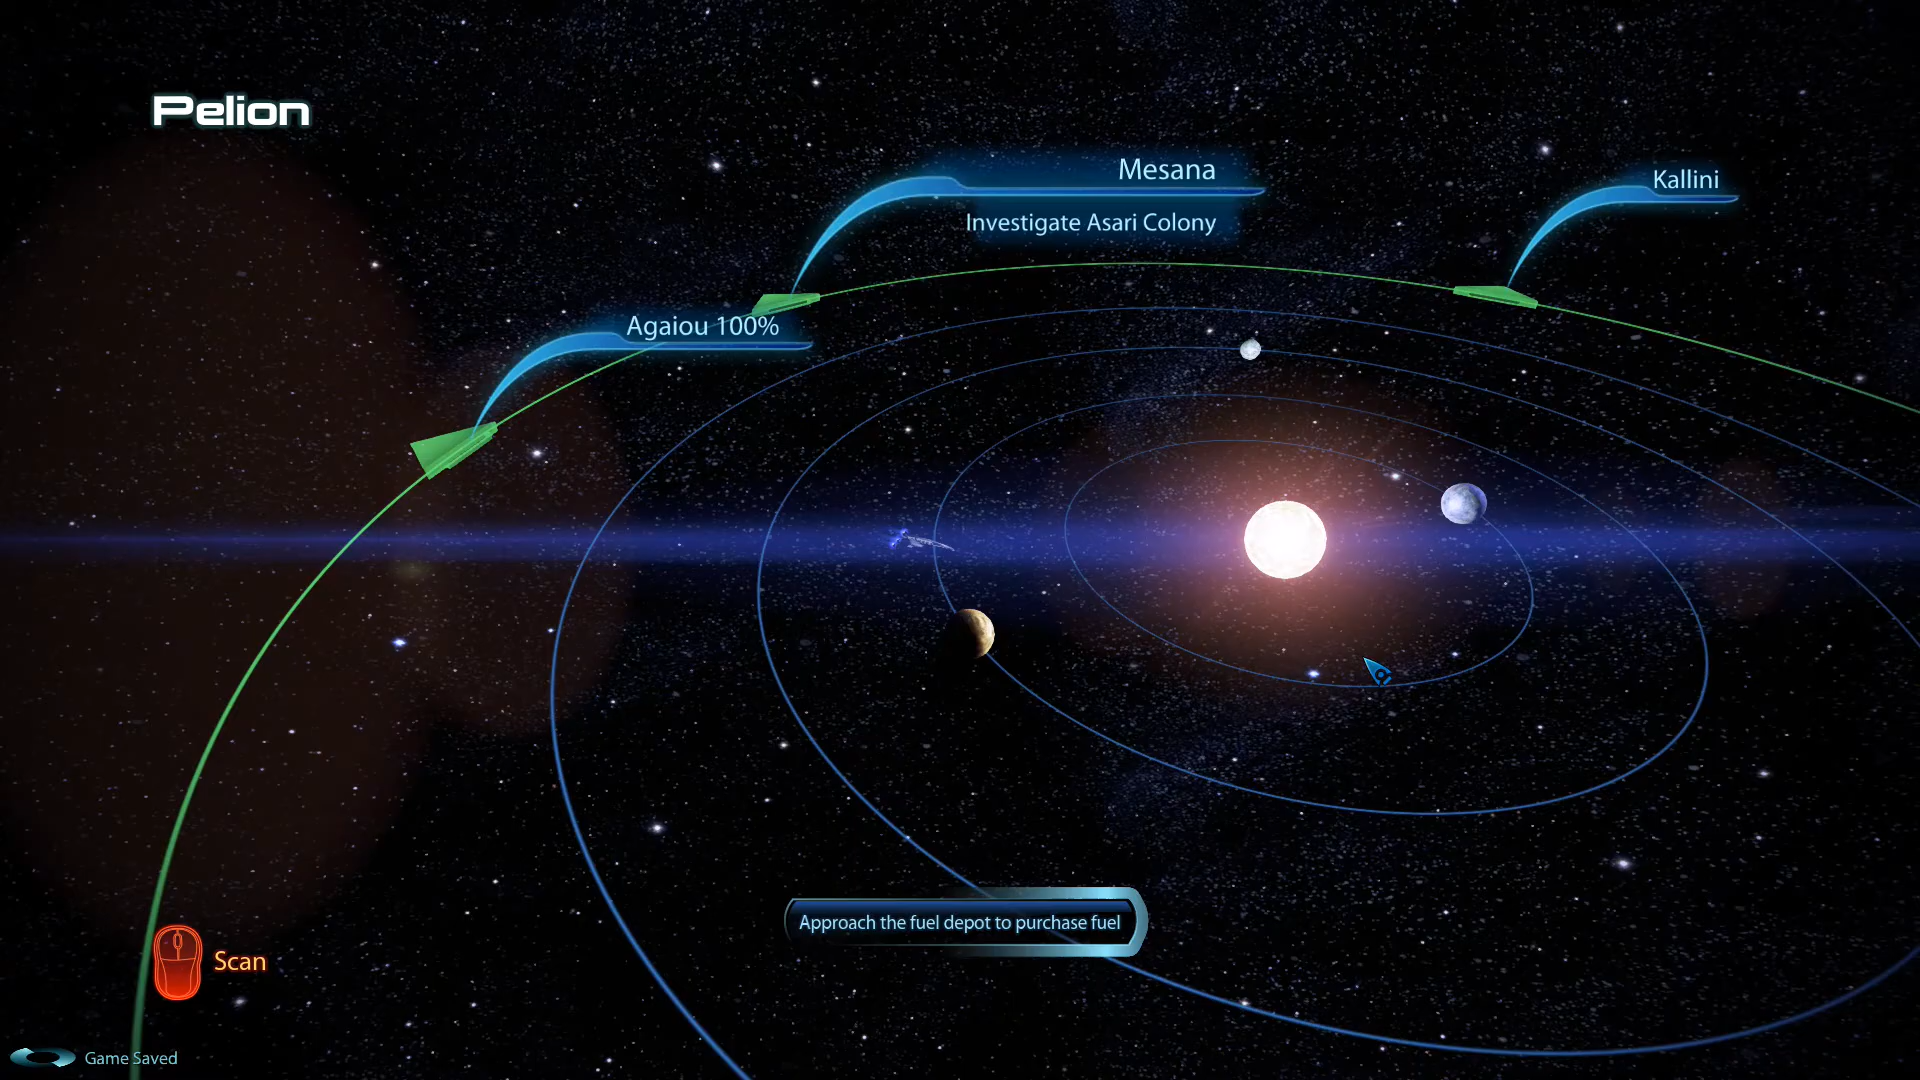 Pelion
Mesana
Investigate Asari Colony
Kallini
Agaiou 100%
Approach the fuel depot to purchase fuel
Scan
Game Saved